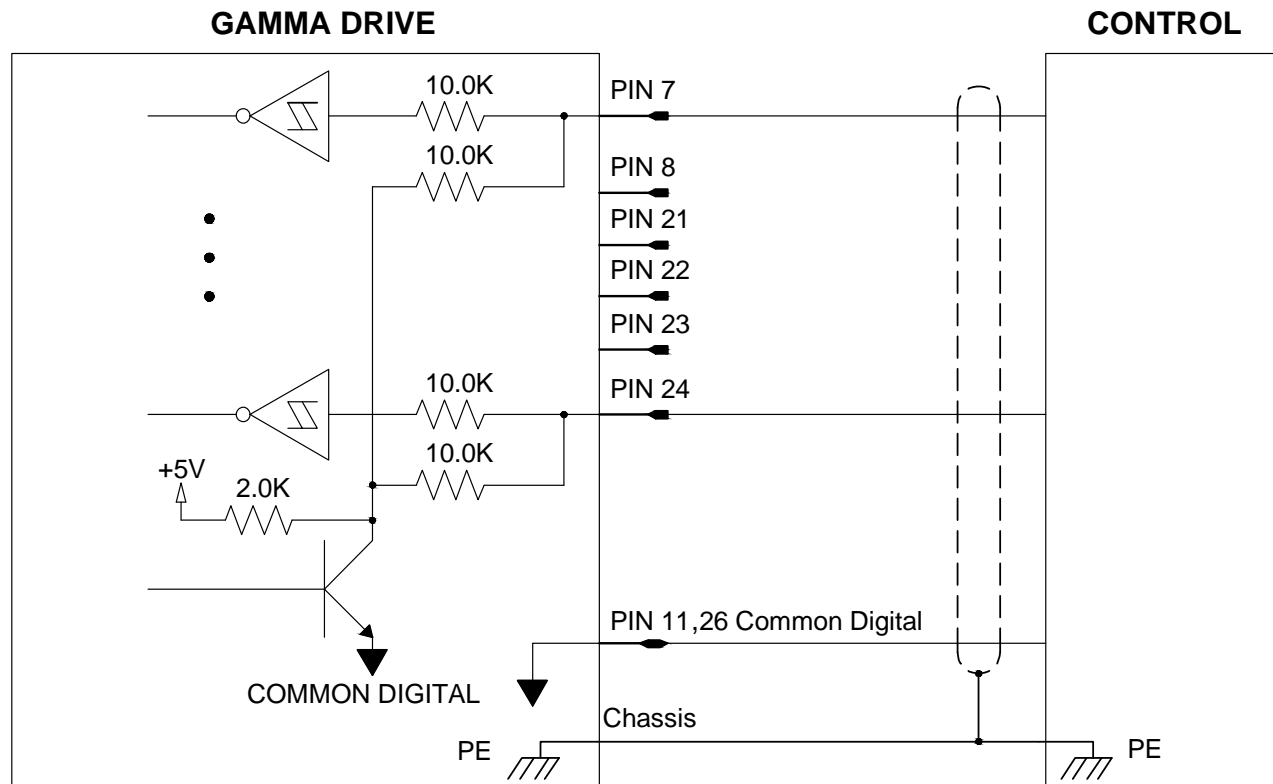 GAMMA DRIVE
CONTROL
10.0K
PIN 7
10.0K
PIN 8
PIN 21
PIN 22
PIN 23
10.0K
PIN 24
10.0K
+5V
2.0K
PIN 11,26 Common Digital
COMMON DIGITAL
Chassis
PE
PE